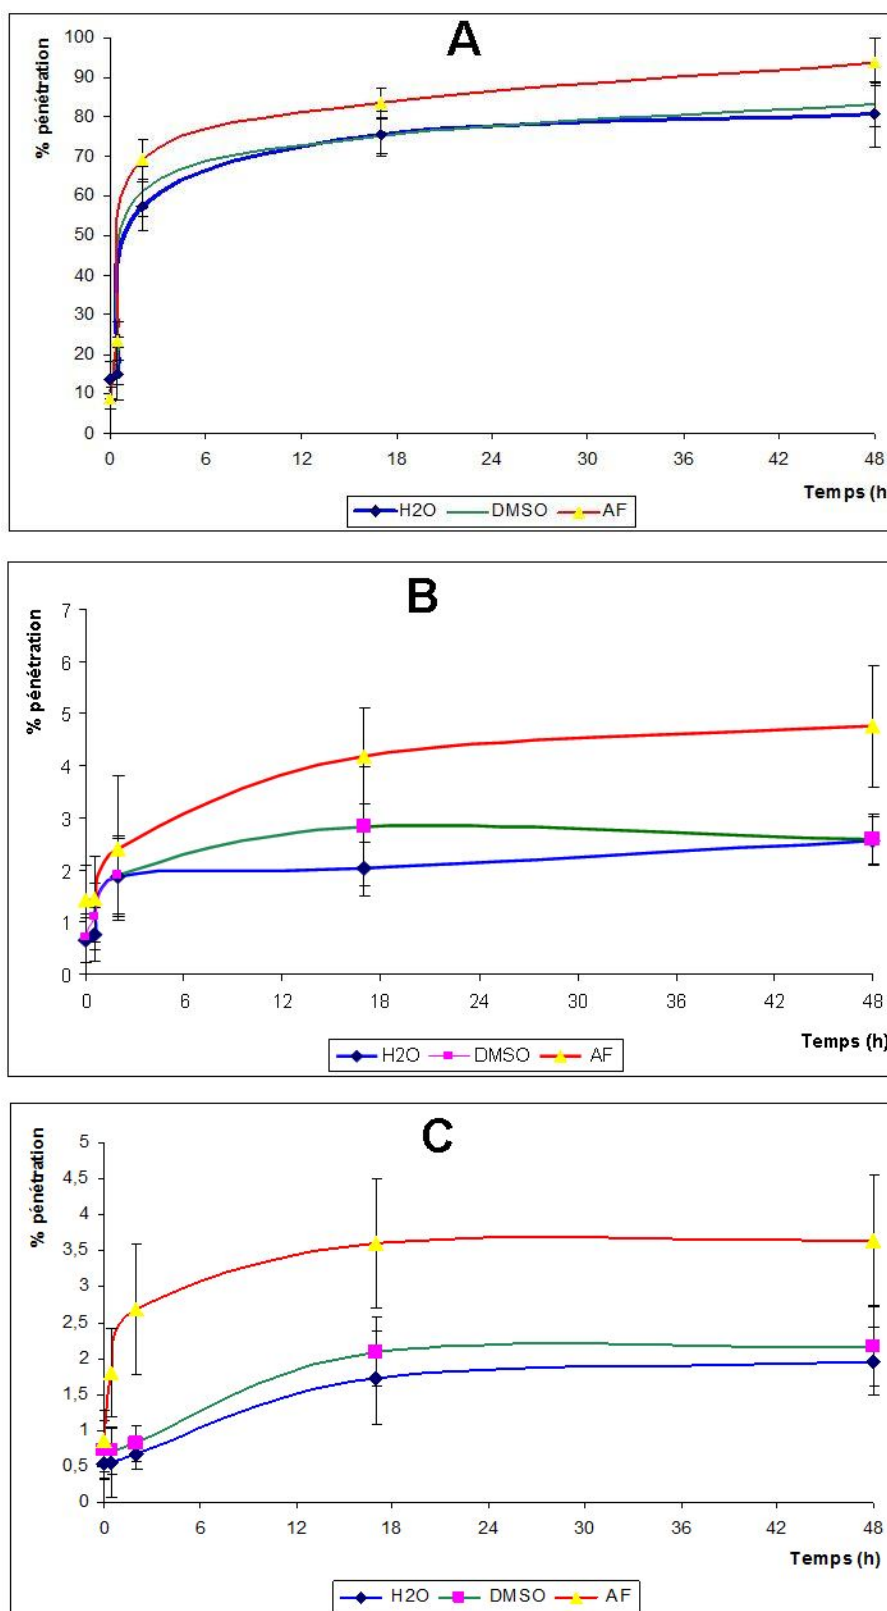 A
% pénétration
100
90
80
70
60
50
40
30
20
10
0
0 6 12 18 24 30 36 42 48
Temps (h
H2O DMSO AF
B
% pénétration
7
6
5
4
3
2
1
0
0 6 12 18 24 30 36 42 48
Temps (h)
H2O DMSO AF
C
% pénétration
5
4,5
4
3,5
3
2,5
2
1,5
1
0,5
0
0 6 12 18 24 30 36 42 48
Temps (h)
H2O DMSO AF